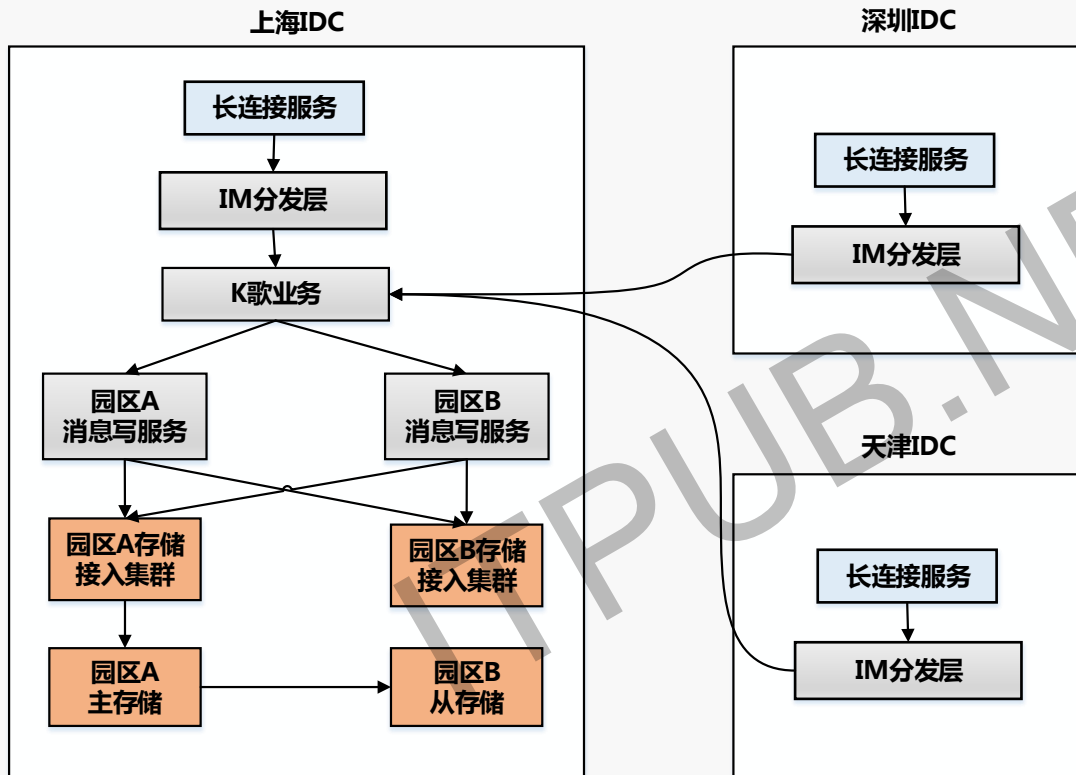 上海IDC
长连接服务
IM分发层
K歌业务
园区A
消息写服务
园区B
消息写服务
园区A存储
接入集群
园区B存储
接入集群
园区A
主存储
园区B
从存储
深圳IDC
长连接服务
IM分发层
天津IDC
长连接服务
IM分发层
ITPUB.N